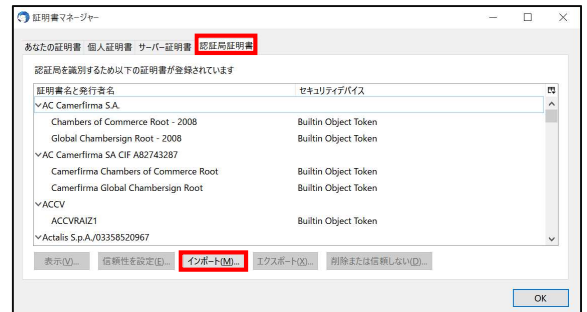 証明書マネージャー
あなたの証明書 個人証明書 サーバー証明書 認証局証明書
認証局を識別するため以下の証明書が登録されています
証明書名と発行者名 セキュリティデバイス
AC Camerfirma S.A.
Chambers of Commerce Root - 2008 Builtin Object Token
Global Chambersign Root - 2008 Builtin Object Token
AC Camerfirma SA CIF A82743287
Camerfirma Chambers of Commerce Root Builtin Object Token
Camerfirma Global Chambersign Root Builtin Object Token
ACCV
ACCVRAIZ1 Builtin Object Token
Actalis S.p.A./03358520967
表示(V)... 信頼性を設定(E)... インポート(M)... エクスポート(X)... 削除または信頼しない(D)...
OK